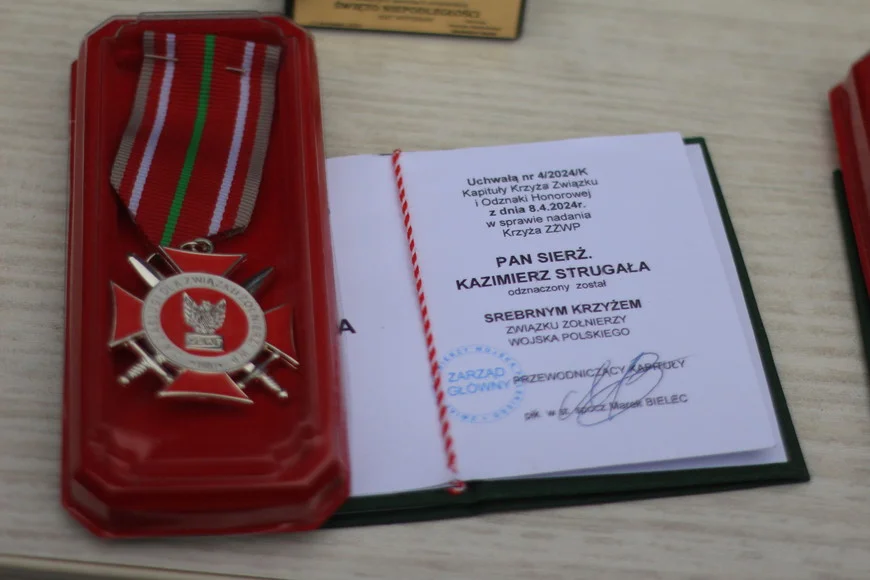 ŚWIĘTO NIEPODLEGŁOŚCI
Uchwałą nr 4/2024/K
Kapituły Krzyża Związku
i Odznaki Honorowej
z dnia 8.4.2024r.
w sprawie nadania
Krzyża ZŻWP
PAN SIERŻ.
KAZIMIERZ STRUGAŁA
odznaczony został
SREBRNYM KRZYŻEM
ZWIĄZKU ŻOŁNIERZY
WOJSKA POLSKIEGO
ZARZĄD
GŁÓWNY
PRZEWODNICZĄCY KAPITUŁY
płk w st. spocz. Marek BIELEC
A